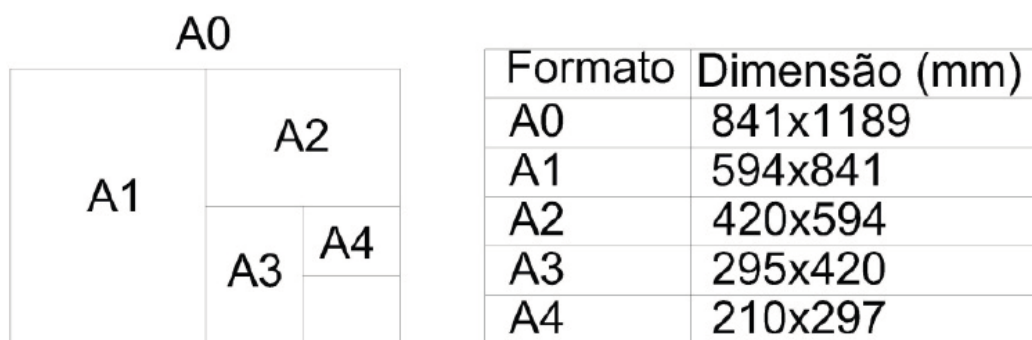 A0
A1
A2
A3
A4
Formato Dimensão (mm)
A0 841x1189
A1 594x841
A2 420x594
A3 295x420
A4 210x297